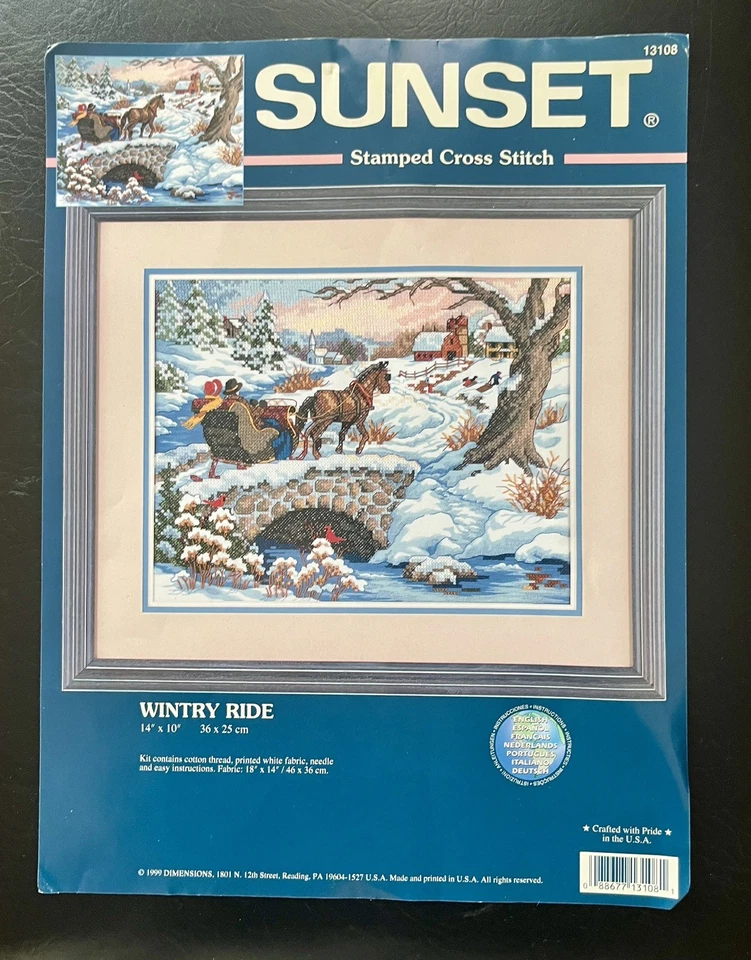 13108
SUNSET®
Stamped Cross Stitch
WINTRY RIDE
14" x 10" 36 x 25 cm
Kit contains cotton thread, printed white fabric, needle
and easy instructions. Fabric: 18" x 14" / 46 x 36 cm.
INSTRUCCIONES • INSTRUCTIONS •
ENGLISH
ESPAÑOL
FRANÇAIS
NEDERLANDS
PORTUGUÊS
ITALIANO
DEUTSCH
★ Crafted with Pride ★
in the U.S.A.
© 1999 DIMENSIONS, 1801 N. 12th Street, Reading, PA 19604-1527 U.S.A. Made and printed in U.S.A. All rights reserved.
0 88677 13108 1